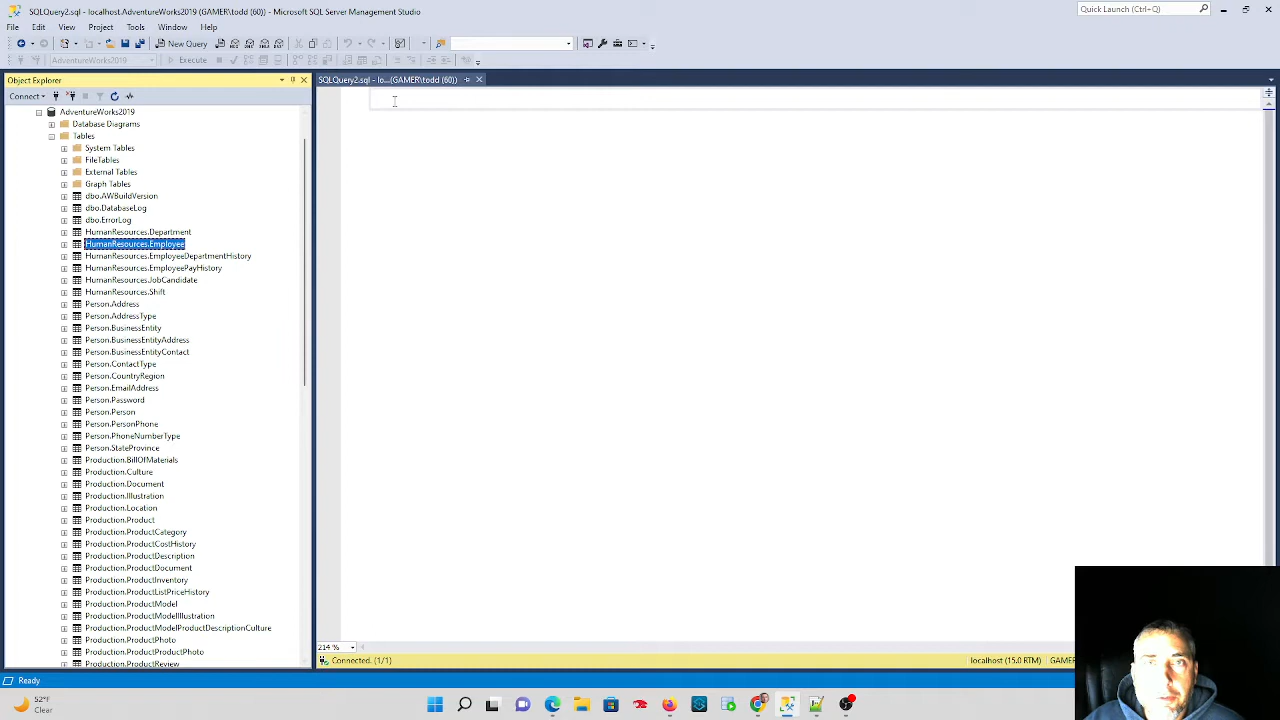 SQLQuery2.sql - localhost.AdventureWorks2019 (GAMER\todd (60)) - Microsoft SQL Server Management Studio
Quick Launch (Ctrl+Q)
File Edit View Project Tools Window Help
New Query
AdventureWorks2019 Execute
Object Explorer
SQLQuery2.sql - lo...(GAMER\todd (60))
Connect
AdventureWorks2019
Database Diagrams
Tables
System Tables
FileTables
External Tables
Graph Tables
dbo.AWBuildVersion
dbo.DatabaseLog
dbo.ErrorLog
HumanResources.Department
HumanResources.Employee
HumanResources.EmployeeDepartmentHistory
HumanResources.EmployeePayHistory
HumanResources.JobCandidate
HumanResources.Shift
Person.Address
Person.AddressType
Person.BusinessEntity
Person.BusinessEntityAddress
Person.BusinessEntityContact
Person.ContactType
Person.CountryRegion
Person.EmailAddress
Person.Password
Person.Person
Person.PersonPhone
Person.PhoneNumberType
Person.StateProvince
Production.BillOfMaterials
Production.Culture
Production.Document
Production.Illustration
Production.Location
Production.Product
Production.ProductCategory
Production.ProductCostHistory
Production.ProductDescription
Production.ProductDocument
Production.ProductInventory
Production.ProductListPriceHistory
Production.ProductModel
Production.ProductModelIllustration
Production.ProductModelProductDescriptionCulture
Production.ProductPhoto
Production.ProductProductPhoto
Production.ProductReview
214 %
Connected. (1/1)
localhost (15.0 RTM) GAMER
Ready
52°F
Clear